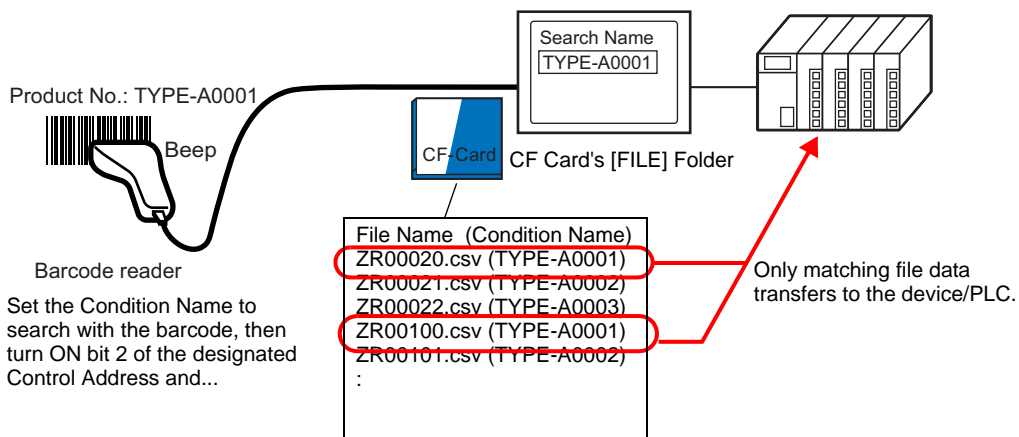 Search Name
TYPE-A0001
Product No.: TYPE-A0001
Beep
CF-Card
CF Card's [FILE] Folder
Barcode reader
Set the Condition Name to
search with the barcode, then
turn ON bit 2 of the designated
Control Address and...
File Name (Condition Name)
ZR00020.csv (TYPE-A0001)
ZR00021.csv (TYPE-A0002)
ZR00022.csv (TYPE-A0003)
ZR00100.csv (TYPE-A0001)
ZR00101.csv (TYPE-A0002)
:
Only matching file data
transfers to the device/PLC.